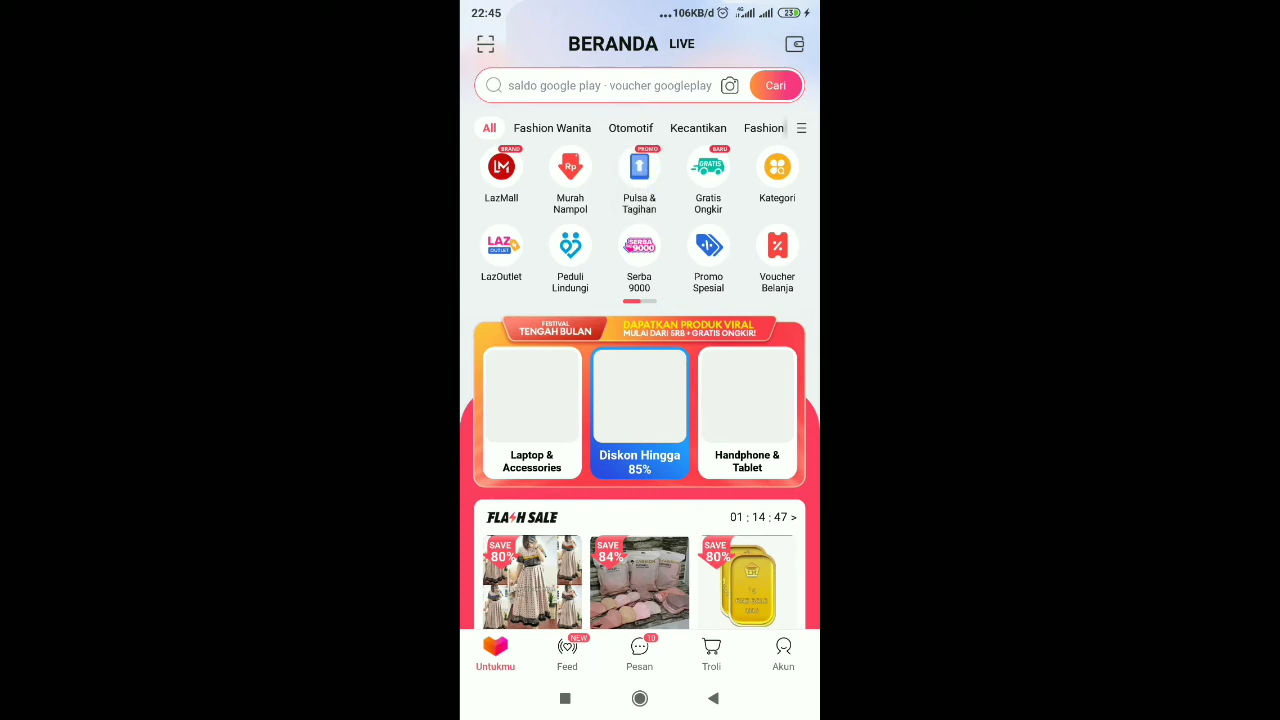 22:45
...106KB/d
4G
23
BERANDA LIVE
saldo google play · voucher googleplay
Cari
All Fashion Wanita Otomotif Kecantikan Fashion
BRAND PROMO BARU
LM Rp GRATIS
LazMall Murah Nampol Pulsa & Tagihan Gratis Ongkir Kategori
LAZ OUTLET SERBA 9000 %
LazOutlet Peduli Lindungi Serba 9000 Promo Spesial Voucher Belanja
FESTIVAL
TENGAH BULAN
DAPATKAN PRODUK VIRAL
MULAI DARI 5RB + GRATIS ONGKIR!
Laptop &
Accessories
Diskon Hingga
85%
Handphone &
Tablet
FLASH SALE
01 : 14 : 47 >
SAVE
80%
SAVE
84%
SAVE
80%
NEW 10
Untukmu Feed Pesan Troli Akun